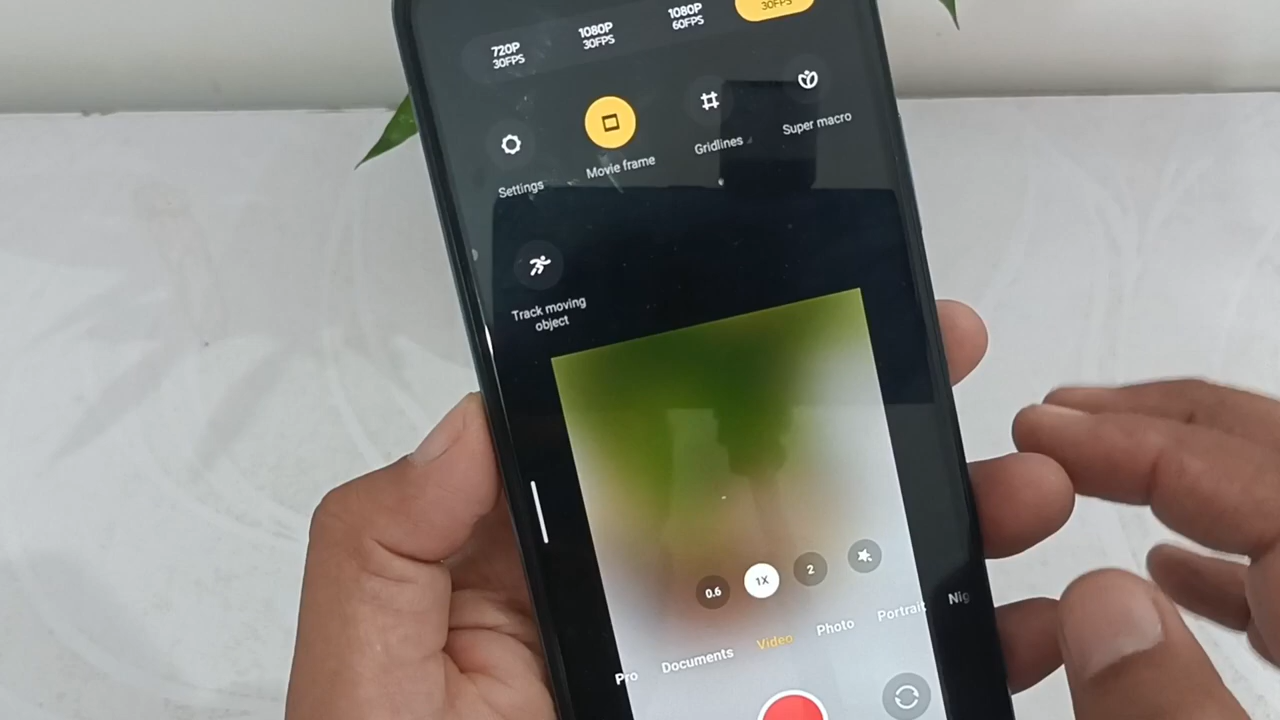 720P 1080P 1080P
30FPS 30FPS 60FPS 30FPS
Settings Movie frame Gridlines Super macro
Track moving
object
0.6 1X 2
Pro Documents Video Photo Portrait Nig